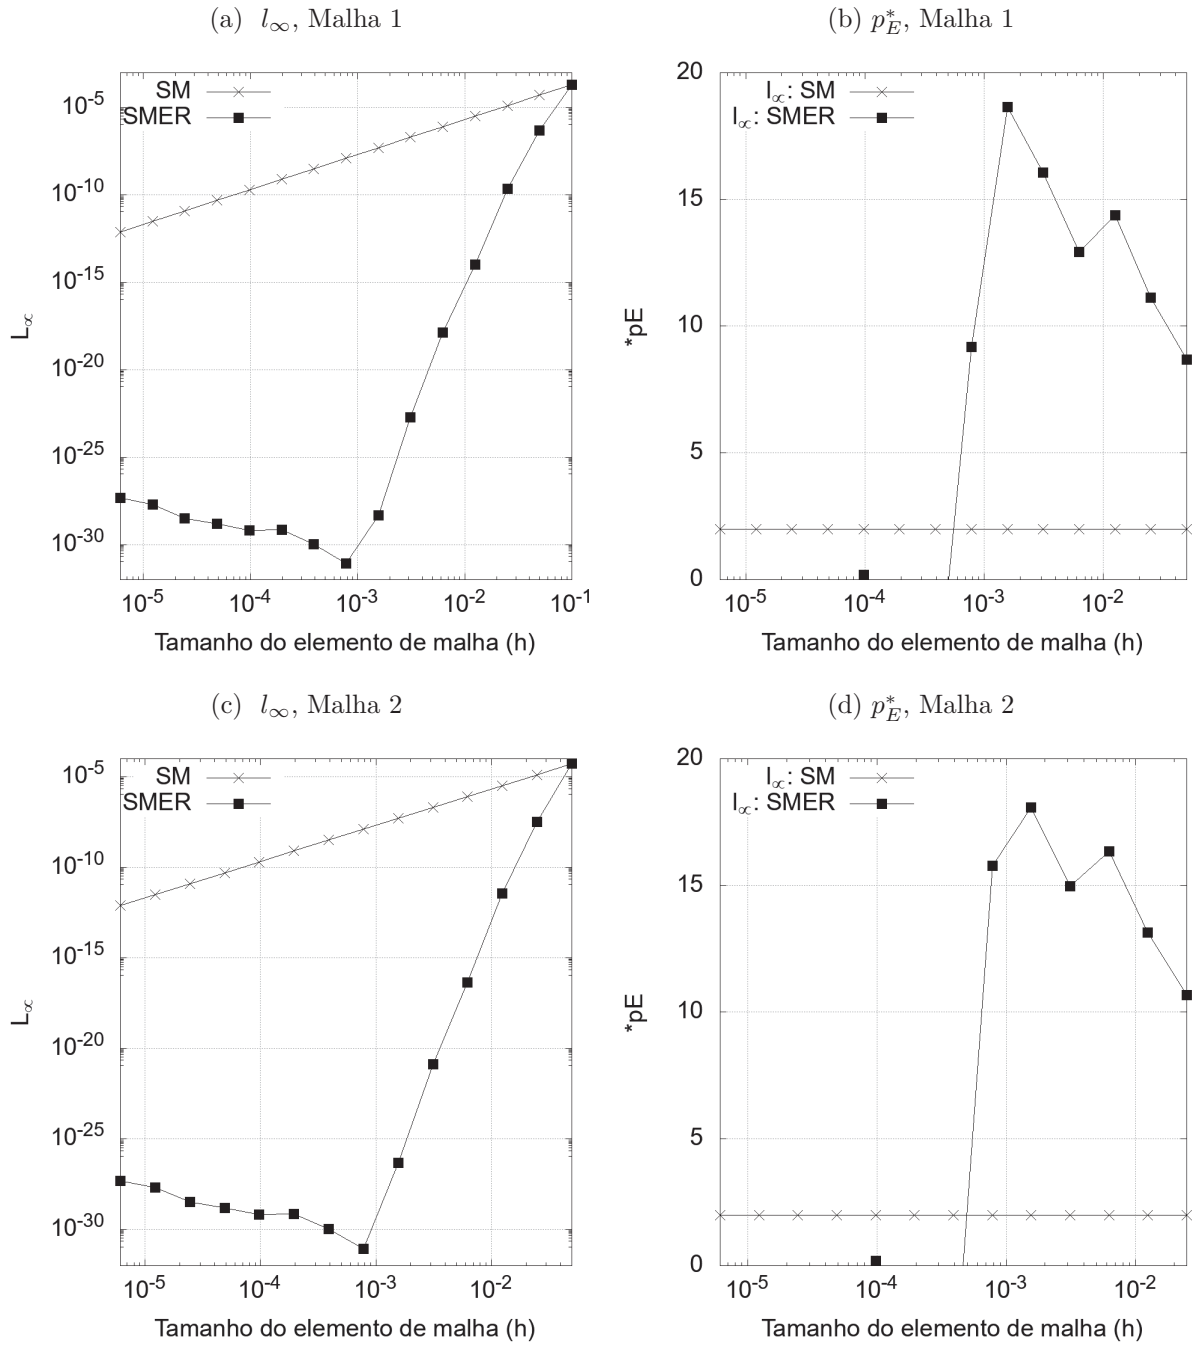 (a) l∞, Malha 1
SM
SMER
10-5
10-10
10-15
10-20
10-25
10-30
L∝
10-5 10-4 10-3 10-2 10-1
Tamanho do elemento de malha (h)
(b) p*E, Malha 1
l∝: SM
l∝: SMER
20
15
10
5
0
*pE
10-5 10-4 10-3 10-2
Tamanho do elemento de malha (h)
(c) l∞, Malha 2
SM
SMER
10-5
10-10
10-15
10-20
10-25
10-30
L∝
10-5 10-4 10-3 10-2
Tamanho do elemento de malha (h)
(d) p*E, Malha 2
l∝: SM
l∝: SMER
20
15
10
5
0
*pE
10-5 10-4 10-3 10-2
Tamanho do elemento de malha (h)